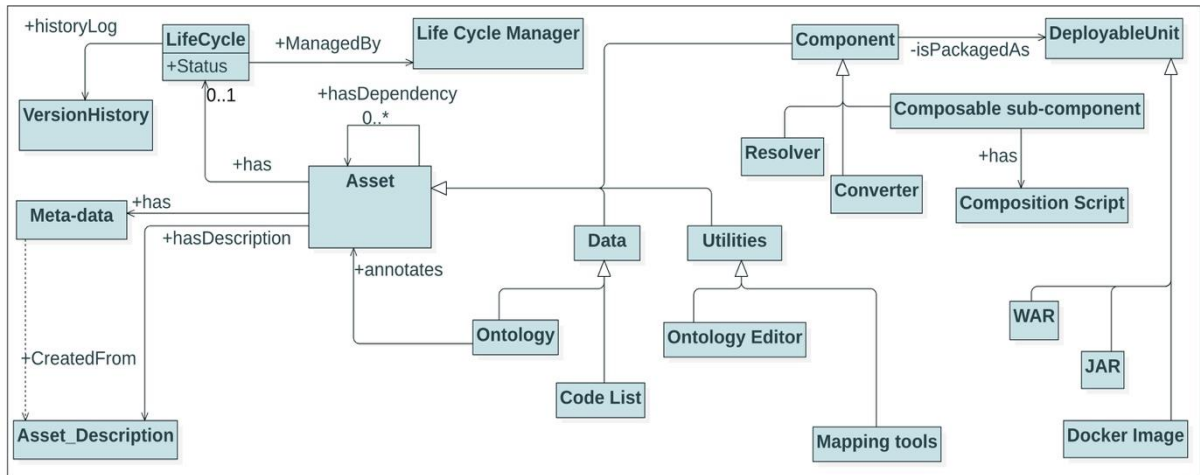 +historyLog
LifeCycle
+Status
+ManagedBy
Life Cycle Manager
Component
-isPackagedAs
DeployableUnit
VersionHistory
0..1
+hasDependency
0..*
Composable sub-component
Resolver
+has
Asset
+has
Converter
Composition Script
Meta-data
+has
+hasDescription
Data
Utilities
+annotates
Ontology
Ontology Editor
WAR
+CreatedFrom
JAR
Code List
Asset_Description
Mapping tools
Docker Image